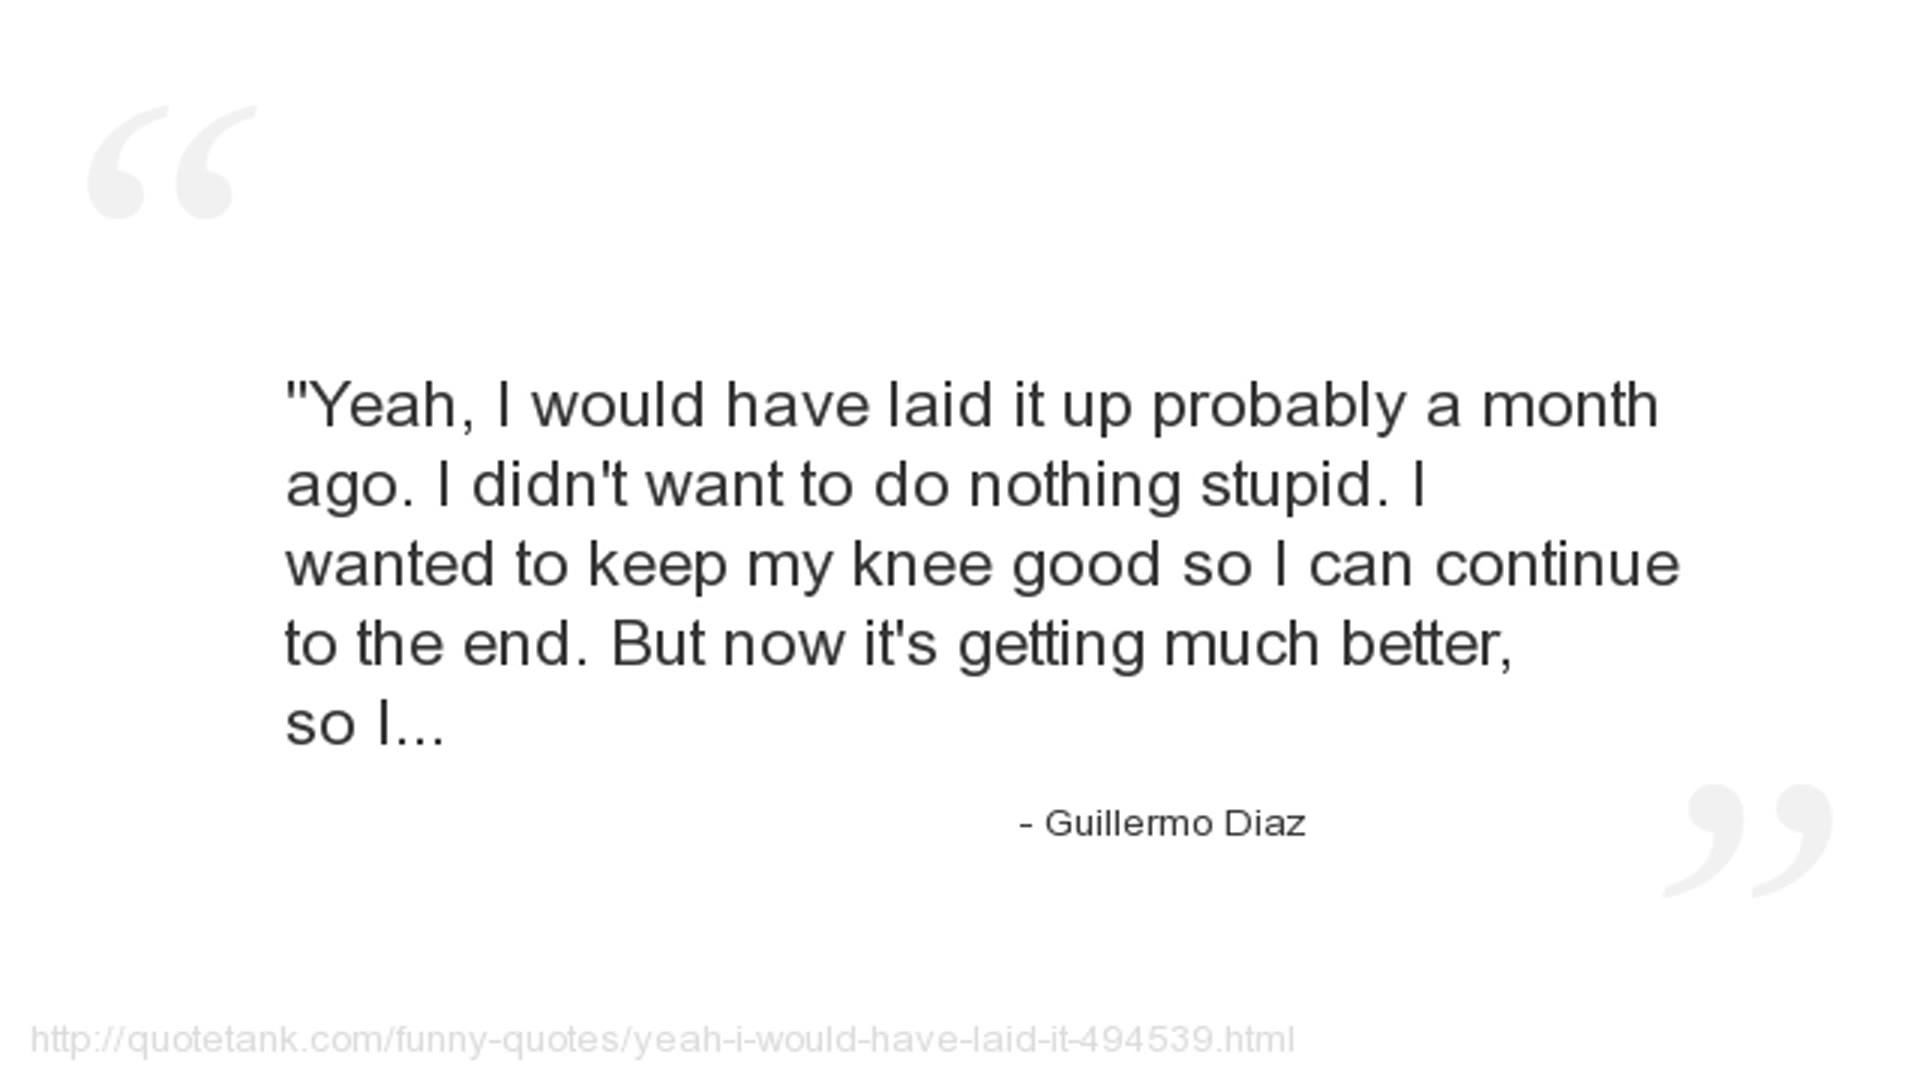 "Yeah, I would have laid it up probably a month
ago. I didn't want to do nothing stupid. I
wanted to keep my knee good so I can continue
to the end. But now it's getting much better,
so I...
- Guillermo Diaz
http://quotetank.com/funny-quotes/yeah-i-would-have-laid-it-494539.html